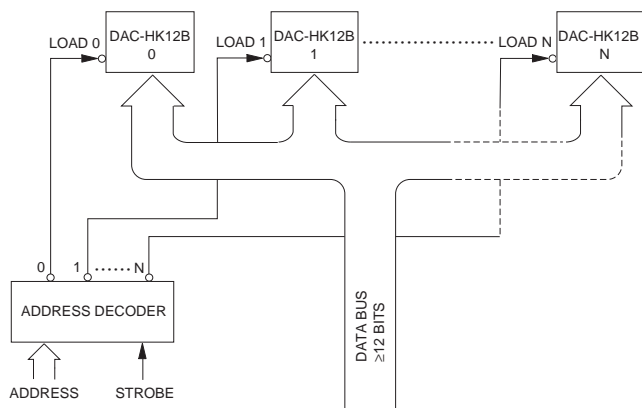 DAC-HK12B
0
DAC-HK12B
1
DAC-HK12B
N
LOAD 0
LOAD 1
LOAD N
0
1
N
ADDRESS DECODER
ADDRESS
STROBE
DATA BUS
≥12 BITS